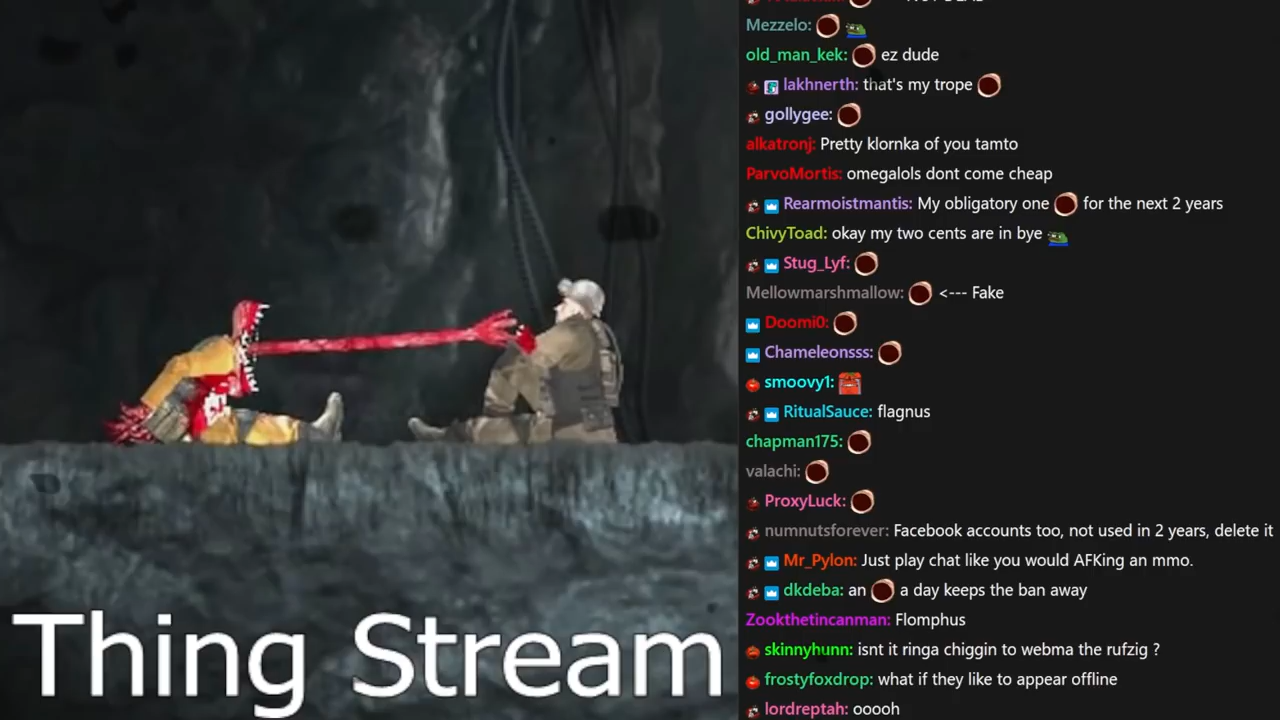 Thing Stream
Mezzelo:
old_man_kek: ez dude
lakhnerth: that's my trope
gollygee:
alkatronj: Pretty klornka of you tamto
ParvoMortis: omegalols dont come cheap
Rearmoistmantis: My obligatory one for the next 2 years
ChivyToad: okay my two cents are in bye
Stug_Lyf:
Mellowmarshmallow: <--- Fake
Doomi0:
Chameleonsss:
smoovy1:
RitualSauce: flagnus
chapman175:
valachi:
ProxyLuck:
numnutsforever: Facebook accounts too, not used in 2 years, delete it
Mr_Pylon: Just play chat like you would AFKing an mmo.
dkdeba: an a day keeps the ban away
Zookthetincanman: Flomphus
skinnyhunn: isnt it ringa chiggin to webma the rufzig ?
frostyfoxdrop: what if they like to appear offline
lordreptah: ooooh